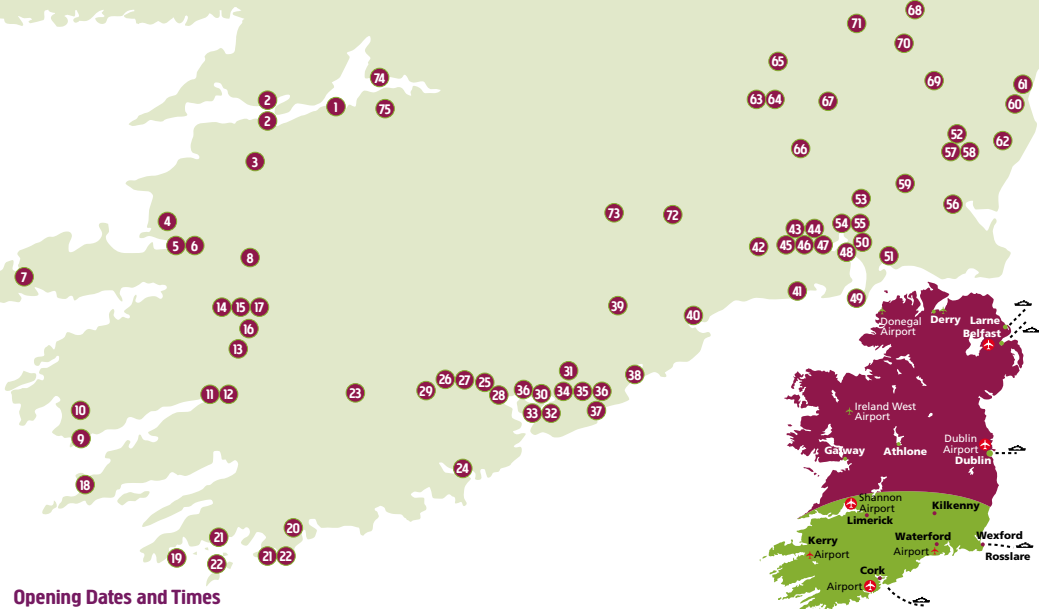 68
71
70
65
74
69
61
63 64
67
60
2
1
75
2
52
62
57 58
66
3
59
53
56
73
72
4
54 55
43 44
5 6
42
45 46 47
50
48
51
8
7
41
49
14 15 17
39
40
16
13
Donegal
Airport
Derry
Larne
Belfast
31
38
26 27 25
29
28
36 30
34 35 36
11 12
23
33 32
37
10
9
Ireland West
Airport
Galway
Athlone
Dublin
Airport
Dublin
24
18
Shannon
Airport
Limerick
Kilkenny
20
21
19
22
21 22
Kerry
Airport
Waterford
Airport
Wexford
Rosslare
Cork
Airport
Opening Dates and Times